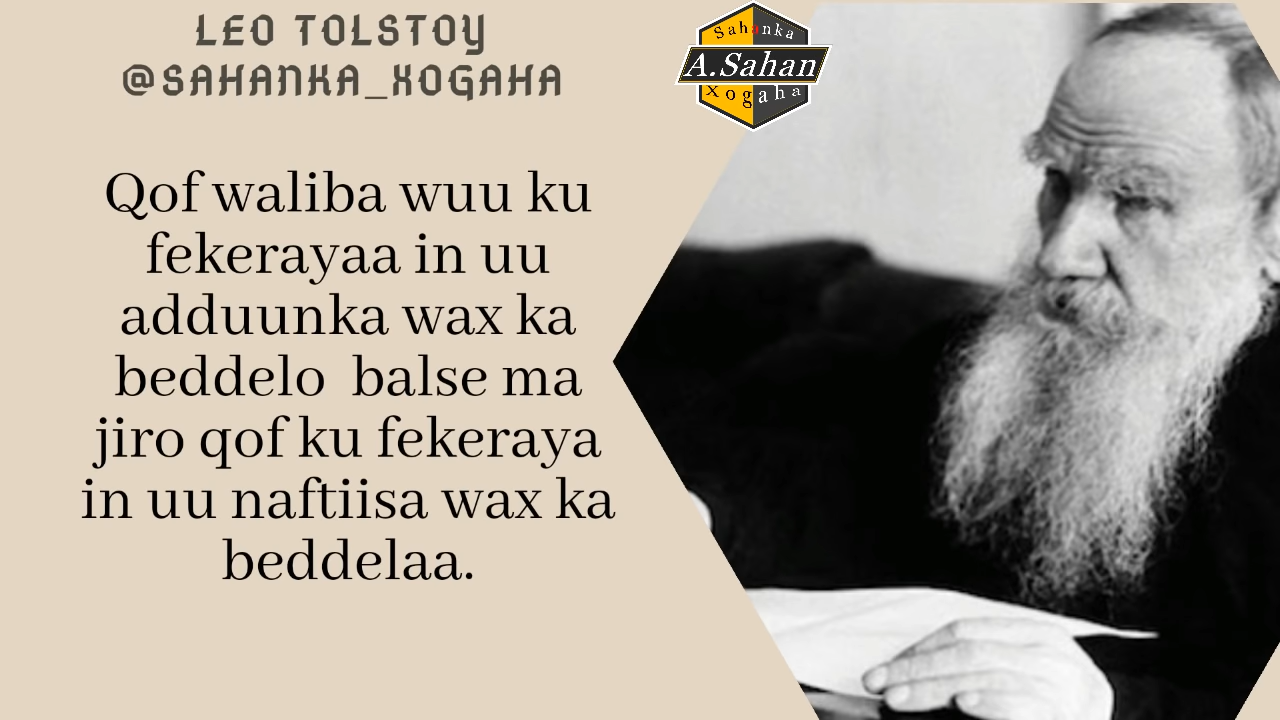 LEO TOLSTOY
@SAHANKA_XOGAHA
Sahanka
A.Sahan
Xogaha
Qof waliba wuu ku
fekerayaa in uu
adduunka wax ka
beddelo balse ma
jiro qof ku fekeraya
in uu naftiisa wax ka
beddelaa.